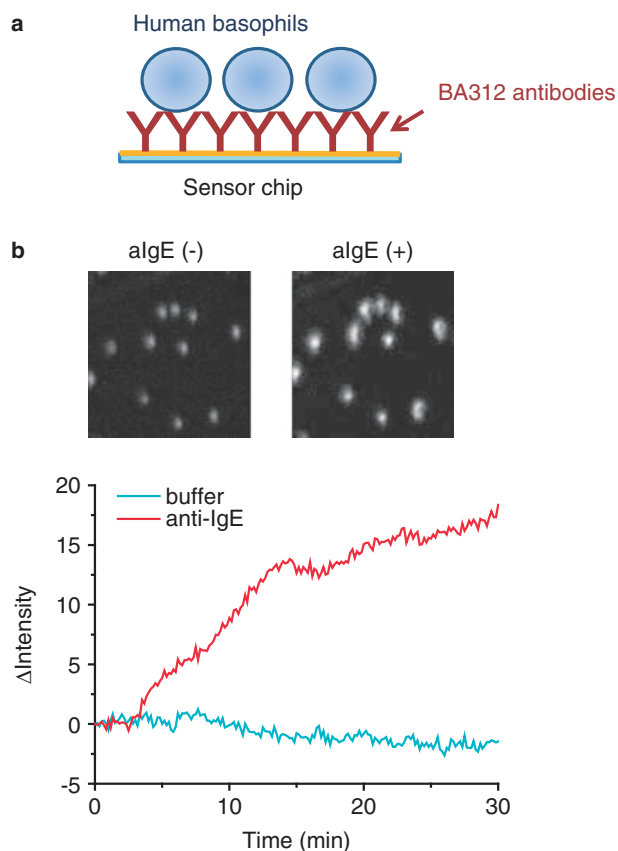 a
Human basophils
BA312 antibodies
Sensor chip
b
aIgE (-)
aIgE (+)
20
15
10
5
0
-5
ΔIntensity
buffer
anti-IgE
0
10
20
30
Time (min)